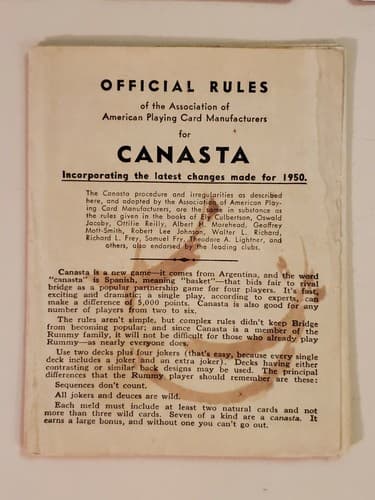 OFFICIAL RULES
of the Association of
American Playing Card Manufacturers
for
CANASTA
Incorporating the latest changes made for 1950.
The Canasta procedure and irregularities as described
here, and adopted by the Association of American Play-
ing Card Manufacturers, are the same in substance as
the rules given in the books of Ely Culbertson, Oswald
Jacoby, Ottilie Reilly, Albert H. Morehead, Geoffrey
Mott-Smith, Robert Lee Johnson, Walter L. Richard,
Richard L. Frey, Samuel Fry, Theodore A. Lightner, and
others, also endorsed by the leading clubs.
Canasta is a new game—it comes from Argentina, and the word
"canasta" is Spanish, meaning "basket"—that bids fair to rival
bridge as a popular partnership game for four players. It's fast,
exciting and dramatic; a single play, according to experts, can
make a difference of 5,000 points. Canasta is also good for any
number of players from two to six.
The rules aren't simple, but complex rules didn't keep Bridge
from becoming popular; and since Canasta is a member of the
Rummy family, it will not be difficult for those who already play
Rummy—as nearly everyone does.
Use two decks plus four jokers (that's easy, because every single
deck includes a joker and an extra joker). Decks having either
contrasting or similar back designs may be used. The principal
differences that the Rummy player should remember are these:
Sequences don't count.
All jokers and deuces are wild.
Each meld must include at least two natural cards and not
more than three wild cards. Seven of a kind are a canasta. It
earns a large bonus, and without one you can't go out.